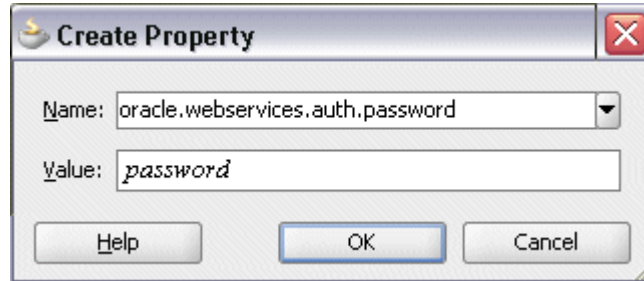 Create Property
Name: oracle.webservices.auth.password
Value: password
Help OK Cancel